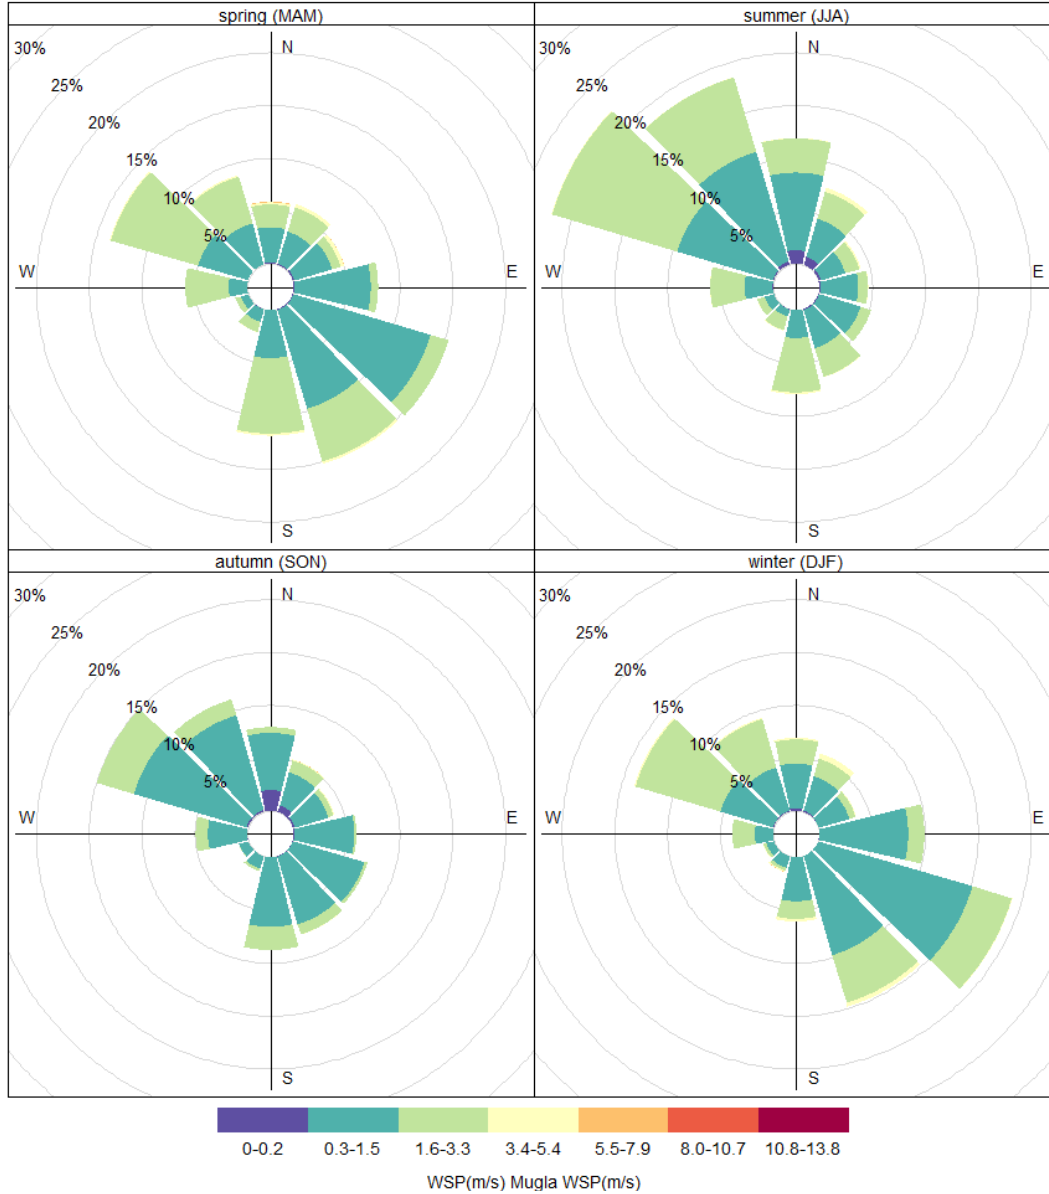 spring (MAM)
30%
25%
20%
15%
10%
5%
N
W
E
S
summer (JJA)
30%
25%
20%
15%
10%
5%
N
W
E
S
autumn (SON)
30%
25%
20%
15%
10%
5%
N
W
E
S
winter (DJF)
30%
25%
20%
15%
10%
5%
N
W
E
S
0-0.2 0.3-1.5 1.6-3.3 3.4-5.4 5.5-7.9 8.0-10.7 10.8-13.8
WSP(m/s) Mugla WSP(m/s)